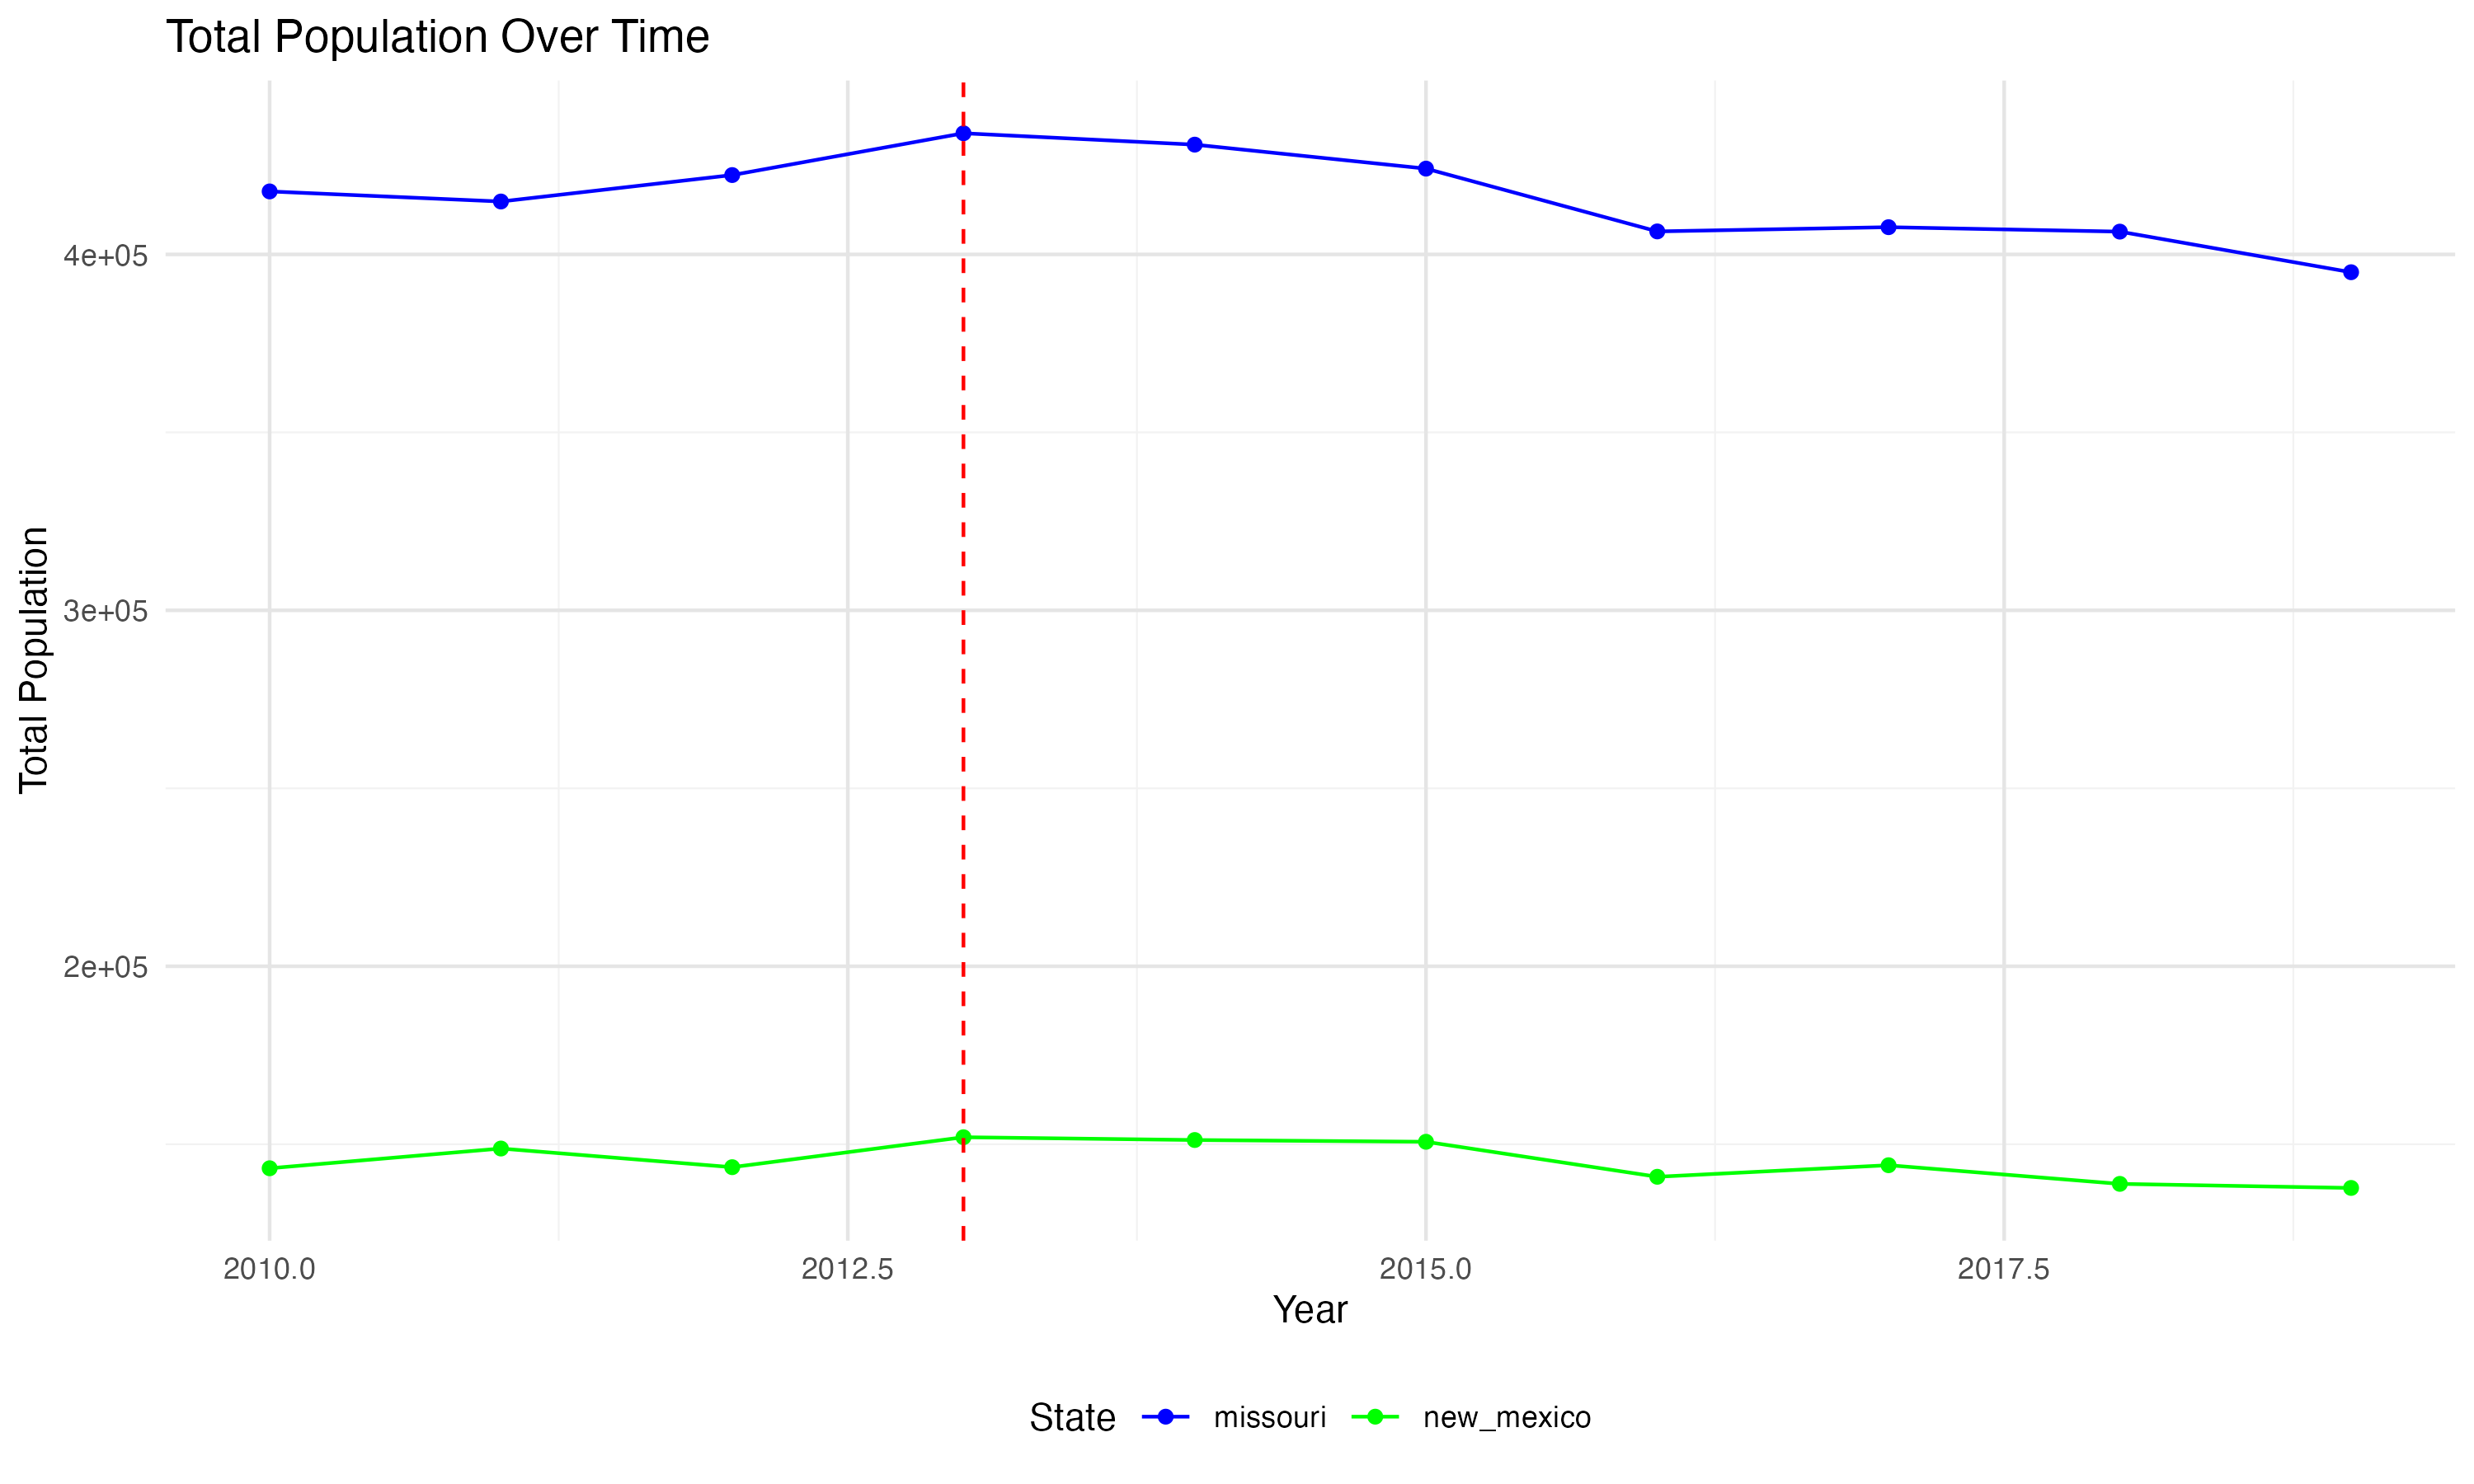 Total Population Over Time
Total Population
4e+05
3e+05
2e+05
2010.0 2012.5 2015.0 2017.5
Year
State missouri new_mexico